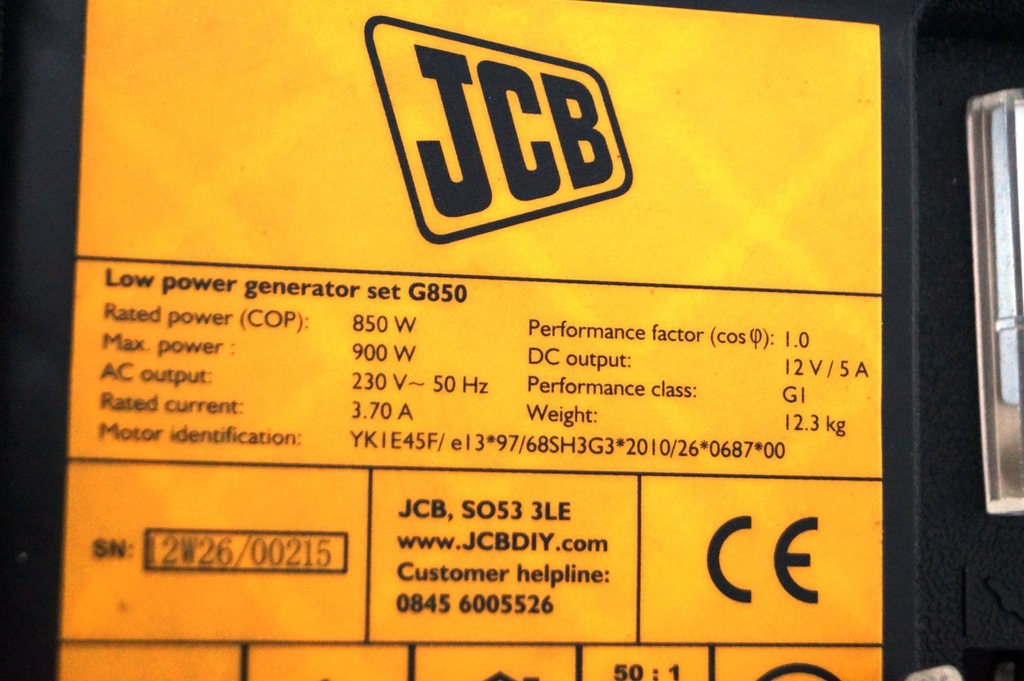 JCB
Low power generator set G850
Rated power (COP): 850 W
Max. power : 900 W
AC output: 230 V~ 50 Hz
Rated current: 3.70 A
Performance factor (cos φ): 1.0
DC output: 12 V / 5 A
Performance class: G1
Weight: 12.3 kg
Motor identification: YK1E45F/ e13*97/68SH3G3*2010/26*0687*00
SN: 12W26/00215
JCB, SO53 3LE
www.JCBDIY.com
Customer helpline:
0845 6005526
CE
50 : 1